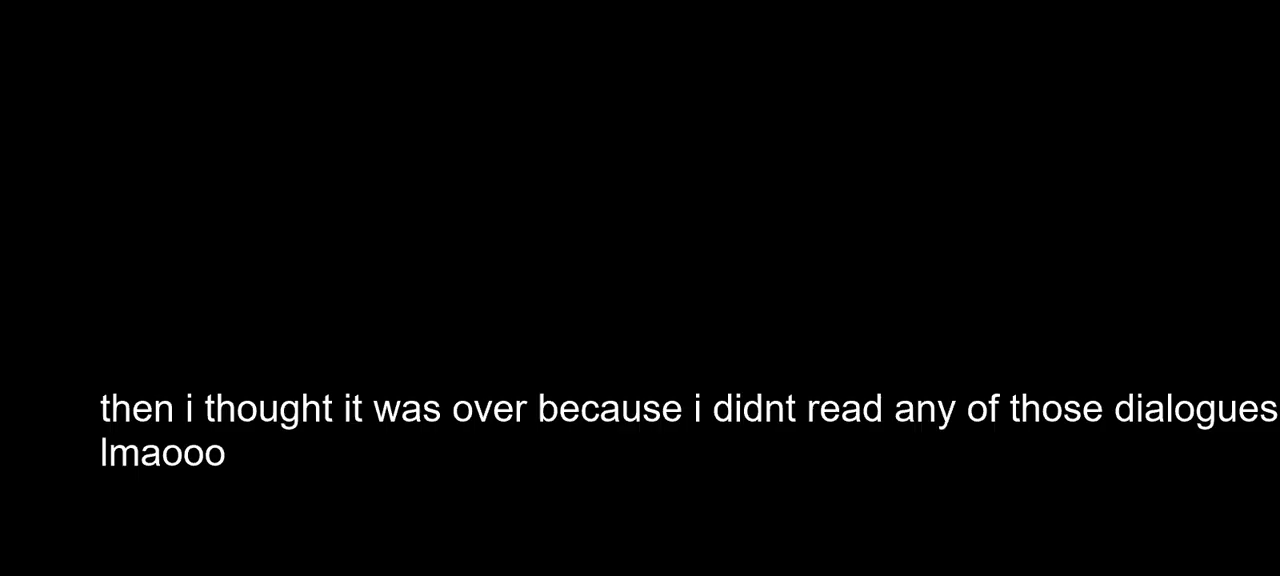 then i thought it was over because i didnt read any of those dialogues
lmaooo